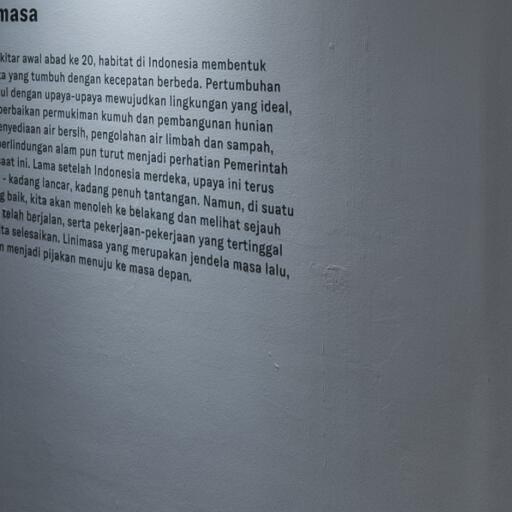 masa
kitar awal abad ke 20, habitat di Indonesia membentuk
ta yang tumbuh dengan kecepatan berbeda. Pertumbuhan
ul dengan upaya-upaya mewujudkan lingkungan yang ideal,
perbaikan permukiman kumuh dan pembangunan hunian
enyediaan air bersih, pengolahan air limbah dan sampah,
perlindungan alam pun turut menjadi perhatian Pemerintah
saat ini. Lama setelah Indonesia merdeka, upaya ini terus
- kadang lancar, kadang penuh tantangan. Namun, di suatu
g baik, kita akan menoleh ke belakang dan melihat sejauh
telah berjalan, serta pekerjaan-pekerjaan yang tertinggal
ita selesaikan. Linimasa yang merupakan jendela masa lalu,
n menjadi pijakan menuju ke masa depan.